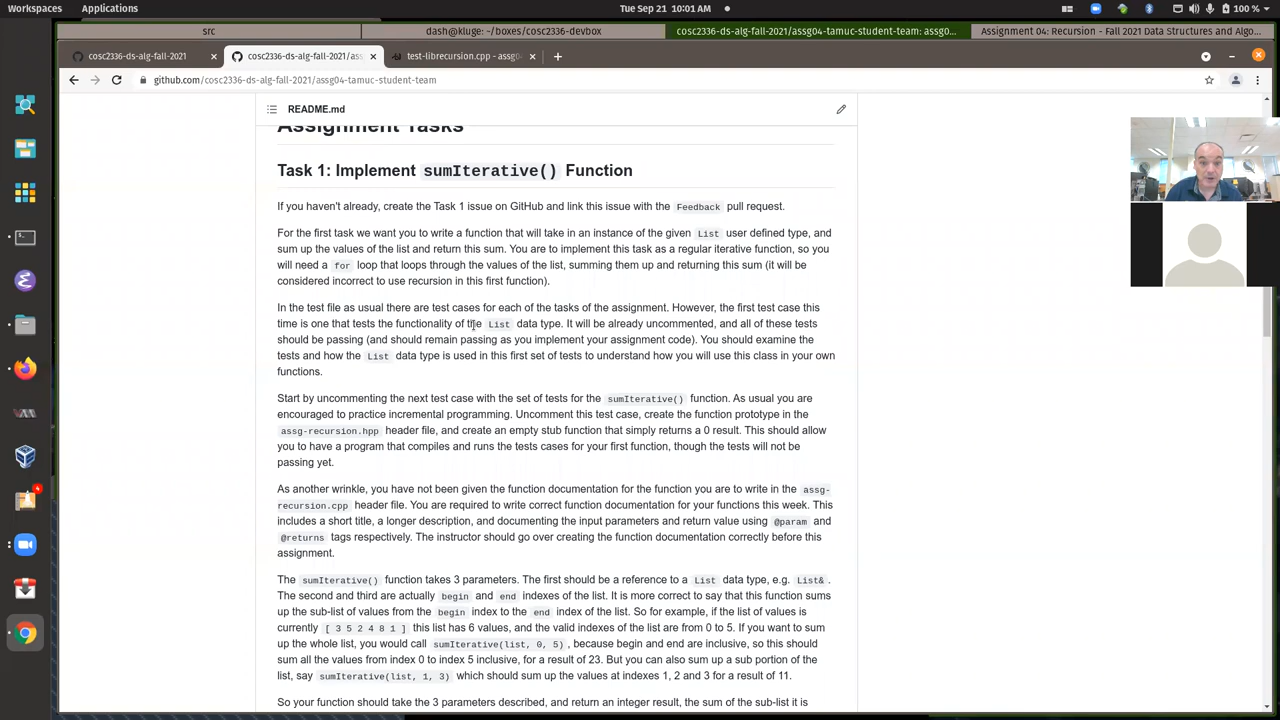 Workspaces Applications Tue Sep 21 10:01 AM 100 %
src dash@kluge: ~/boxes/cosc2336-devbox cosc2336-ds-alg-fall-2021/assg04-tamuc-student-team: assg0... Assignment 04: Recursion - Fall 2021 Data Structures and Algo...
cosc2336-ds-alg-fall-2021 cosc2336-ds-alg-fall-2021/as test-librecursion.cpp - assg0
github.com/cosc2336-ds-alg-fall-2021/assg04-tamuc-student-team
README.md
Assignment Tasks
Task 1: Implement sumIterative() Function
If you haven't already, create the Task 1 issue on GitHub and link this issue with the Feedback pull request.
For the first task we want you to write a function that will take in an instance of the given List user defined type, and
sum up the values of the list and return this sum. You are to implement this task as a regular iterative function, so you
will need a for loop that loops through the values of the list, summing them up and returning this sum (it will be
considered incorrect to use recursion in this first function).
In the test file as usual there are test cases for each of the tasks of the assignment. However, the first test case this
time is one that tests the functionality of the List data type. It will be already uncommented, and all of these tests
should be passing (and should remain passing as you implement your assignment code). You should examine the
tests and how the List data type is used in this first set of tests to understand how you will use this class in your own
functions.
Start by uncommenting the next test case with the set of tests for the sumIterative() function. As usual you are
encouraged to practice incremental programming. Uncomment this test case, create the function prototype in the
assg-recursion.hpp header file, and create an empty stub function that simply returns a 0 result. This should allow
you to have a program that compiles and runs the tests cases for your first function, though the tests will not be
passing yet.
As another wrinkle, you have not been given the function documentation for the function you are to write in the assg-
recursion.cpp header file. You are required to write correct function documentation for your functions this week. This
includes a short title, a longer description, and documenting the input parameters and return value using @param and
@returns tags respectively. The instructor should go over creating the function documentation correctly before this
assignment.
The sumIterative() function takes 3 parameters. The first should be a reference to a List data type, e.g. List& .
The second and third are actually begin and end indexes of the list. It is more correct to say that this function sums
up the sub-list of values from the begin index to the end index of the list. So for example, if the list of values is
currently [ 3 5 2 4 8 1 ] this list has 6 values, and the valid indexes of the list are from 0 to 5. If you want to sum
up the whole list, you would call sumIterative(list, 0, 5) , because begin and end are inclusive, so this should
sum all the values from index 0 to index 5 inclusive, for a result of 23. But you can also sum up a sub portion of the
list, say sumIterative(list, 1, 3) which should sum up the values at indexes 1, 2 and 3 for a result of 11.
So your function should take the 3 parameters described, and return an integer result, the sum of the sub-list it is